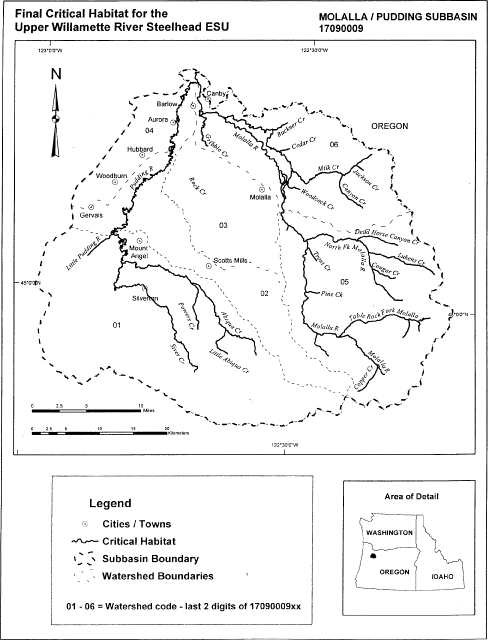 Final Critical Habitat for the
Upper Willamette River Steelhead ESU
MOLALLA / PUDDING SUBBASIN
17090009
123°0'0"W
122°33'0"W
N
OREGON
Canby
Barlow
Aurora
04
Hubbard
Woodburn
Gervais
Pudding R
Little Pudding R
Mount
Angel
Silverton
01
Gribble Cr
Rock Cr
03
Molalla
Molalla R
Buckner Cr
Cedar Cr
06
Milk Cr
Jackson Cr
Canyon Cr
Woodcock Cr
Dead Horse Canyon Cr
North Fk Molalla R
Lukens Cr
Cougar Cr
Trout Cr
05
Scotts Mills
02
Pine Ck
Molalla R
Table Rock Fork Molalla
Molalla R
Copper Cr
Powers Cr
Abiqua Cr
Little Abiqua Cr
Silver Cr
45°0'0"N
0 2.5 5 10
Miles
0 2.5 5 10 15 20
Kilometers
122°30'0"W
Legend
Cities / Towns
Critical Habitat
Subbasin Boundary
Watershed Boundaries
01 - 06 = Watershed code - last 2 digits of 17090009xx
Area of Detail
WASHINGTON
OREGON
IDAHO